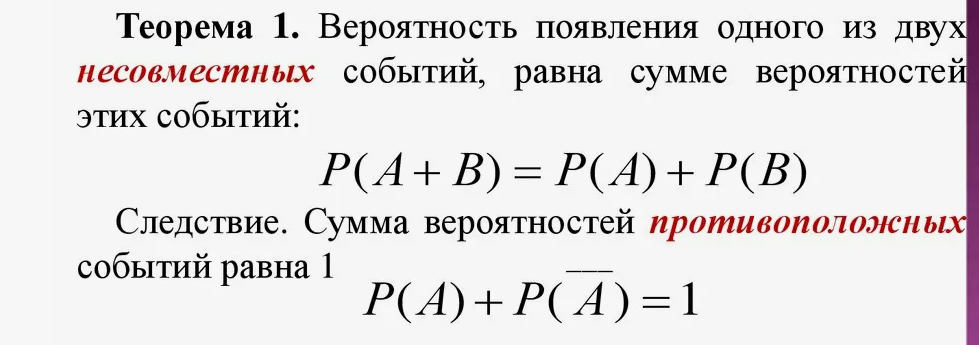 Теорема 1. Вероятность появления одного из двух
несовместных событий, равна сумме вероятностей
этих событий:
P(A + B) = P(A) + P(B)
Следствие. Сумма вероятностей противоположных
событий равна 1
P(A) + P(A̅) = 1